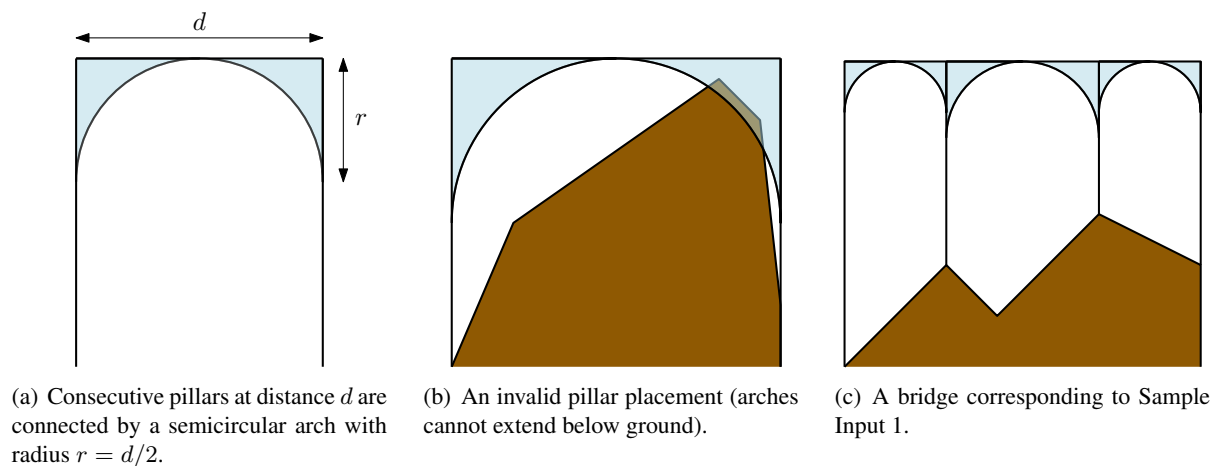 d
r
(a) Consecutive pillars at distance d are
connected by a semicircular arch with
radius r = d/2.
(b) An invalid pillar placement (arches
cannot extend below ground).
(c) A bridge corresponding to Sample
Input 1.